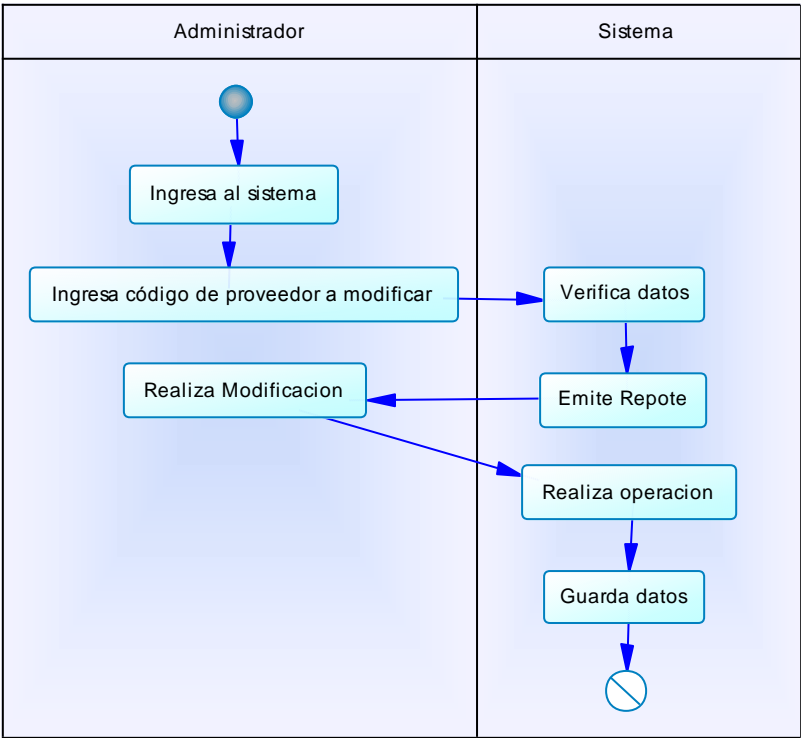 Administrador
Sistema
Ingresa al sistema
Ingresa código de proveedor a modificar
Verifica datos
Realiza Modificacion
Emite Repote
Realiza operacion
Guarda datos